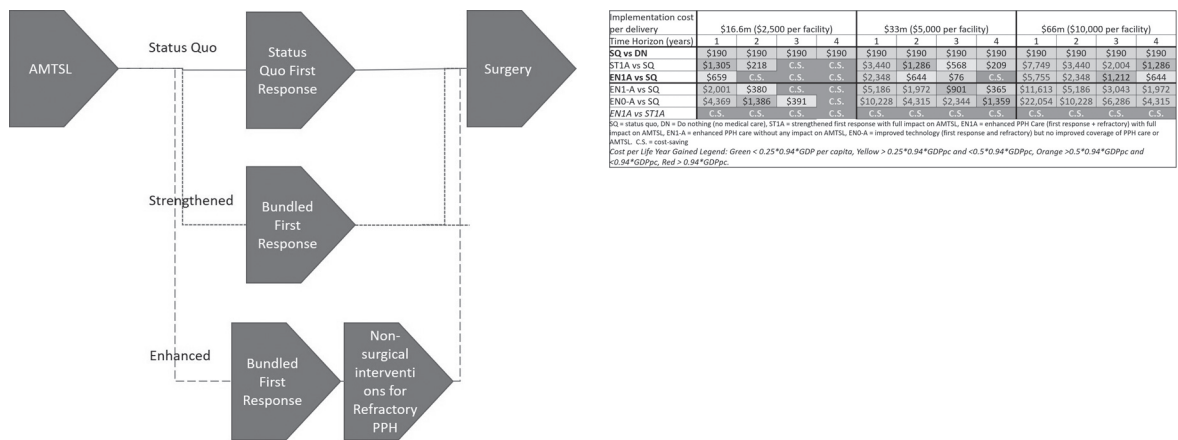 AMTSL
Status Quo
Status
Quo First
Response
Surgery
Strengthened
Bundled
First
Response
Enhanced
Bundled
First
Response
Non-
surgical
interventi
ons for
Refractory
PPH
Implementation cost
per delivery $16.6m ($2,500 per facility) $33m ($5,000 per facility) $66m ($10,000 per facility)
Time Horizon (years) 1 2 3 4 1 2 3 4 1 2 3 4
SQ vs DN $190 $190 $190 $190 $190 $190 $190 $190 $190 $190 $190 $190
ST1A vs SQ $1,305 $218 C.S. C.S. $3,440 $1,286 $568 $209 $7,749 $3,440 $2,004 $1,286
EN1A vs SQ $659 C.S. C.S. C.S. $2,348 $644 $76 C.S. $5,755 $2,348 $1,212 $644
EN1-A vs SQ $2,001 $380 C.S. C.S. $5,186 $1,972 $901 $365 $11,613 $5,186 $3,043 $1,972
EN0-A vs SQ $4,369 $1,386 $391 C.S. $10,228 $4,315 $2,344 $1,359 $22,054 $10,228 $6,286 $4,315
EN1A vs ST1A C.S. C.S. C.S. C.S. C.S. C.S. C.S. C.S. C.S. C.S. C.S. C.S.
SQ = status quo, DN = Do nothing (no medical care), ST1A = strengthened first response with full impact on AMTSL, EN1A = enhanced PPH Care (first response + refractory) with full
impact on AMTSL, EN1-A = enhanced PPH care without any impact on AMTSL, EN0-A = improved technology (first response and refractory) but no improved coverage of PPH care or
AMTSL. C.S. = cost-saving
Cost per Life Year Gained Legend: Green < 0.25*0.94*GDP per capita, Yellow > 0.25*0.94*GDPpc and <0.5*0.94*GDPpc, Orange >0.5*0.94*GDPpc and
<0.94*GDPpc, Red > 0.94*GDPpc.